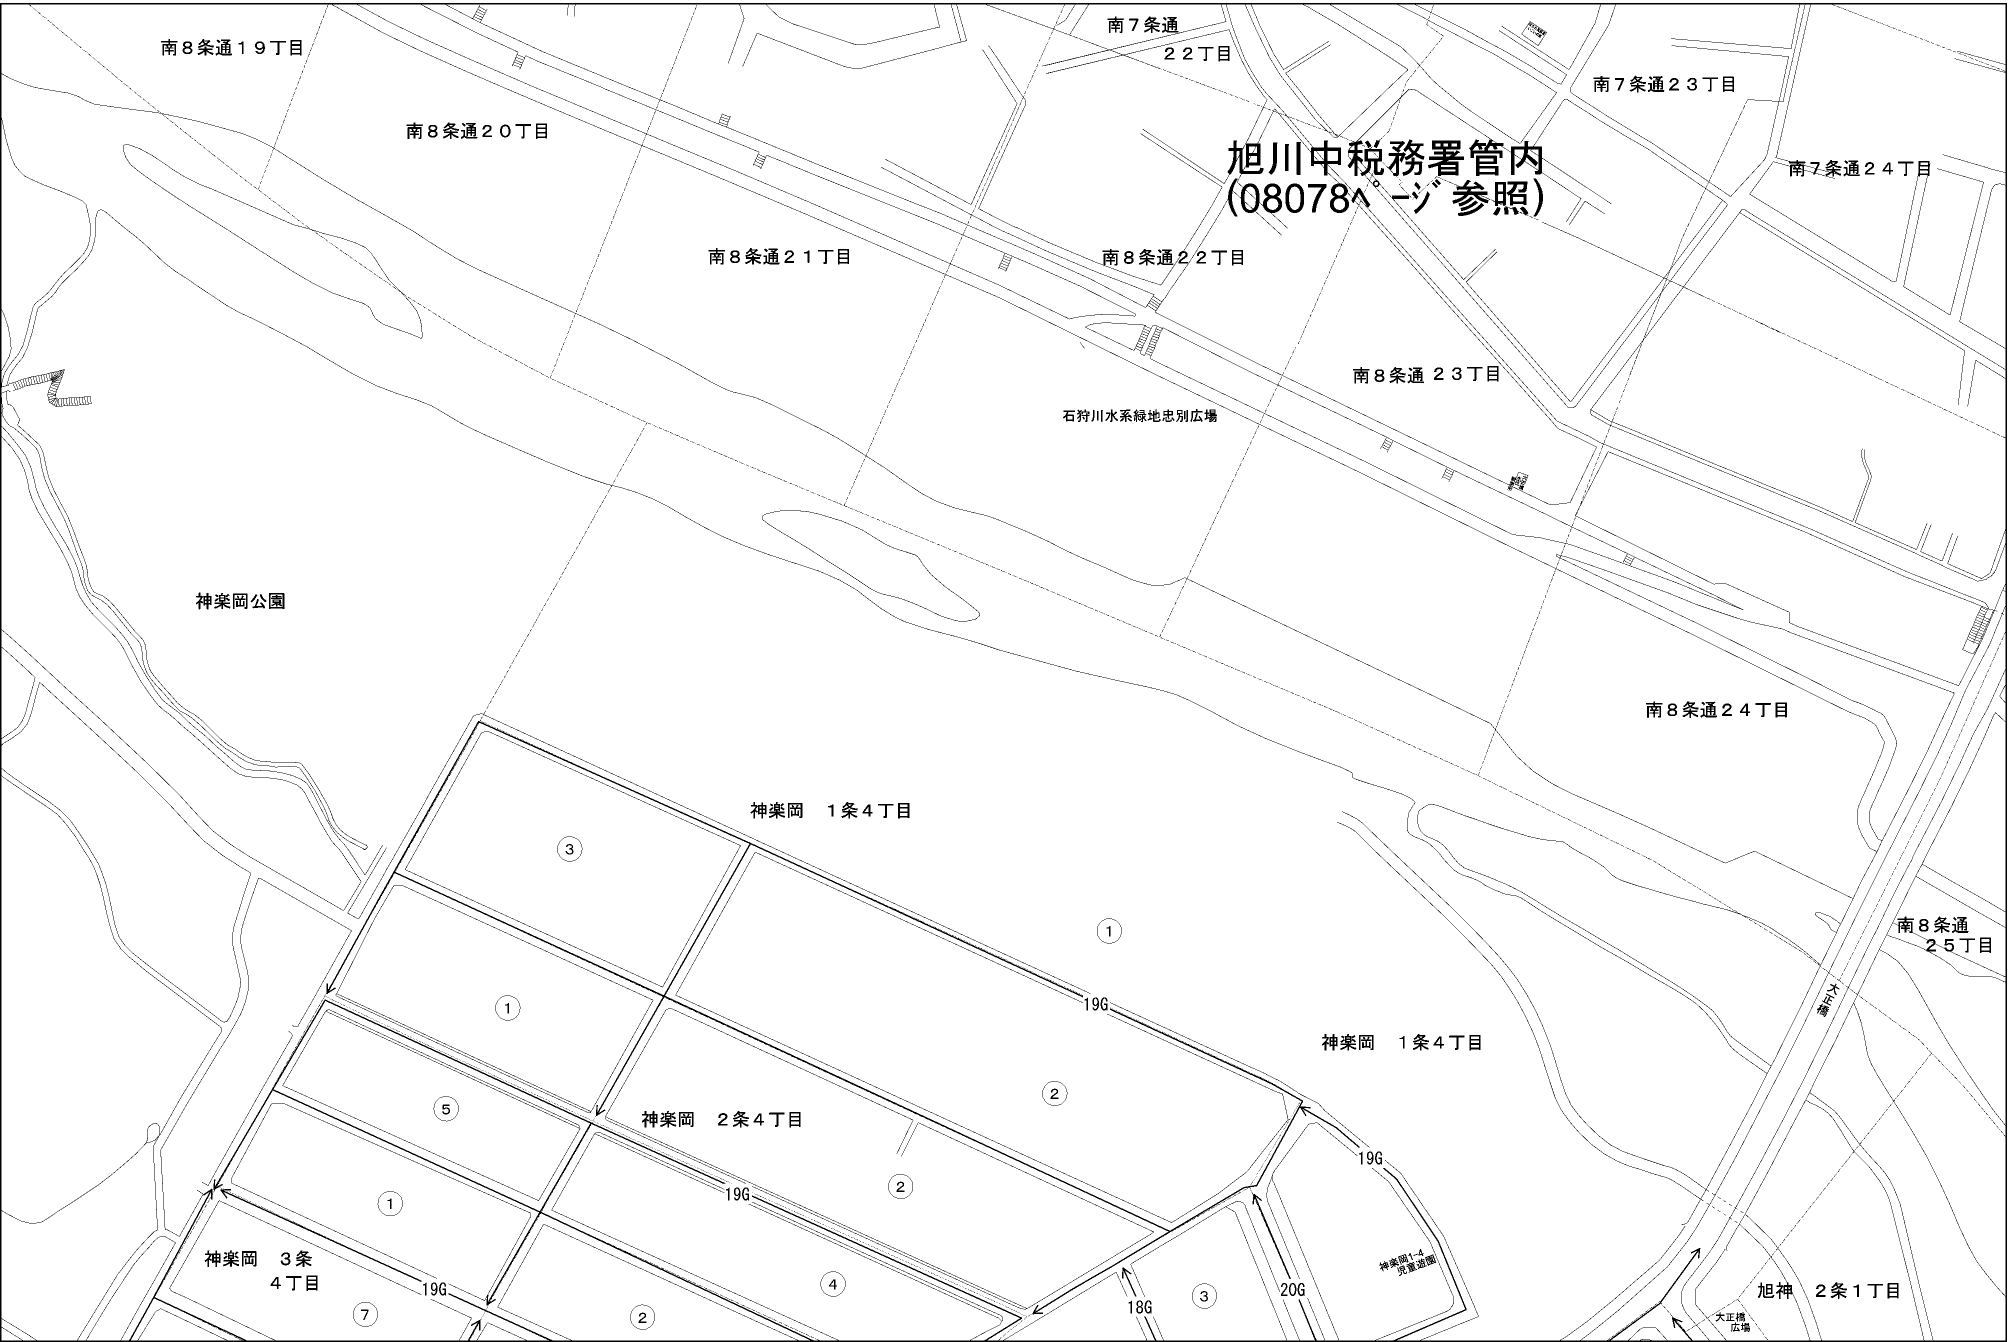 南７条通
２２丁目
南８条通１９丁目
南７条通２３丁目
南８条通２０丁目
旭川中税務署管内
(08078ﾍﾟｰｼﾞ参照)
南７条通２４丁目
南８条通２１丁目
南８条通２２丁目
南８条通２３丁目
石狩川水系緑地忠別広場
神楽岡公園
南８条通２４丁目
神楽岡　１条４丁目
③
①
南８条通
２５丁目
大正橋
19G
①
神楽岡　１条４丁目
②
⑤
神楽岡　２条４丁目
19G
②
19G
①
神楽岡　３条
４丁目
19G
④
神楽岡1-4
児童遊園
20G
18G
③
旭神　２条１丁目
⑦
②
大正橋
広場